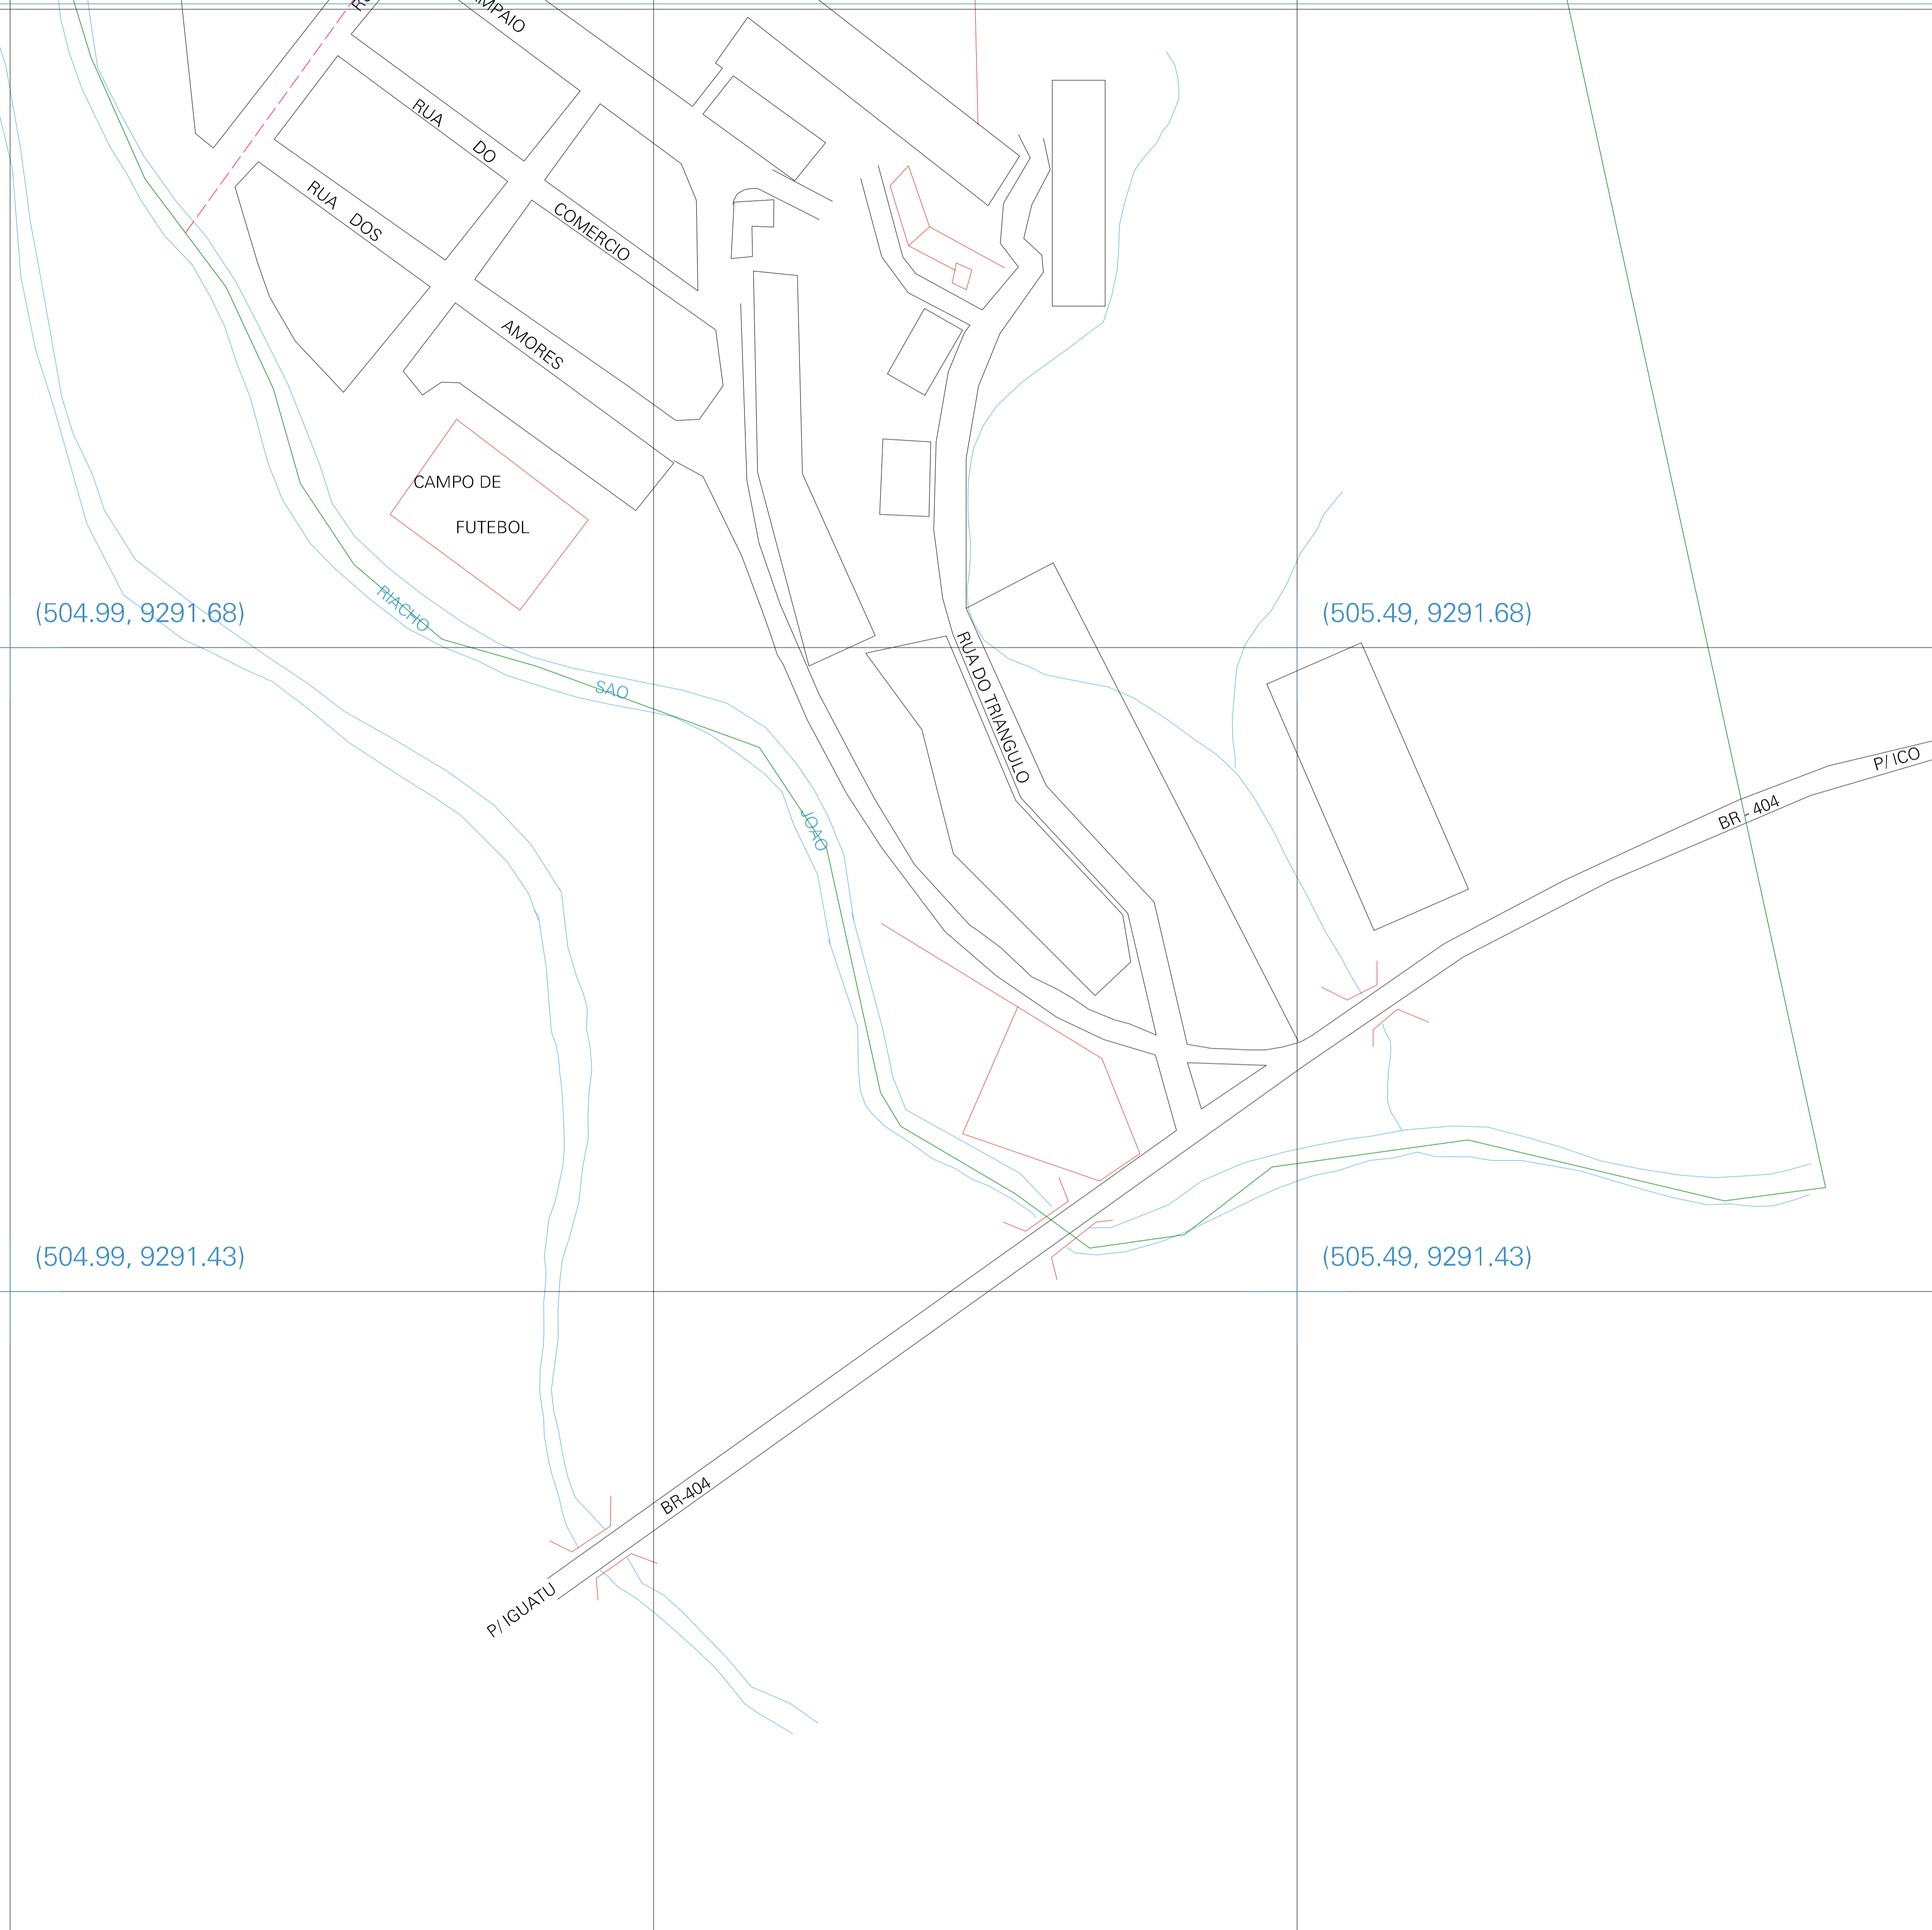 RUA
DO
COMERCIO
RUA DOS
AMORES
CAMPO DE
FUTEBOL
(504.99, 9291.68)
(505.49, 9291.68)
RIACHO
SAO
JOAO
RUA DO TRIANGULO
P/ ICO
BR - 404
(504.99, 9291.43)
(505.49, 9291.43)
BR-404
P/ IGUATU